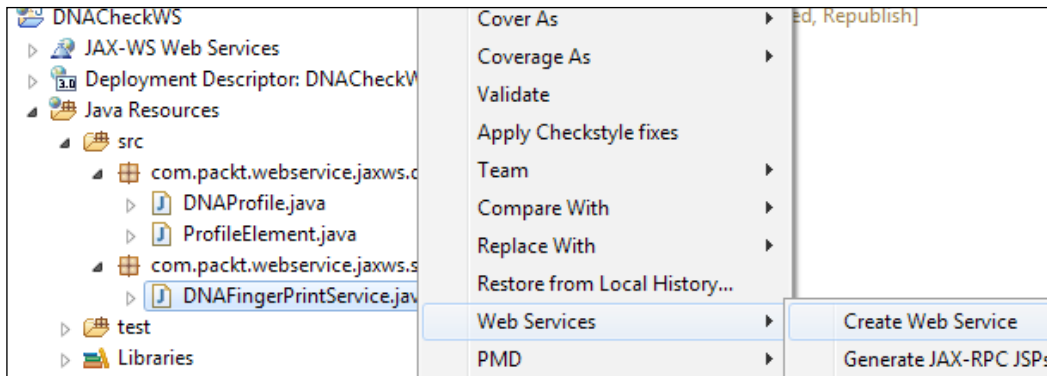 DNACheckWS
JAX-WS Web Services
3.0 Deployment Descriptor: DNACheckW
Java Resources
src
com.packt.webservice.jaxws.d
J DNAProfile.java
J ProfileElement.java
com.packt.webservice.jaxws.s
J DNAFingerPrintService.jav
test
Libraries
Cover As
Coverage As
Validate
Apply Checkstyle fixes
Team
Compare With
Replace With
Restore from Local History...
Web Services
PMD
ed, Republish]
Create Web Service
Generate JAX-RPC JSPs